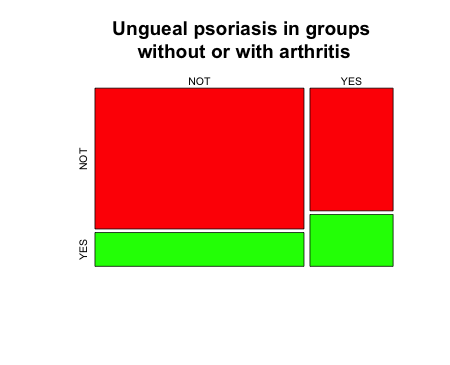 Ungueal psoriasis in groups
without or with arthritis
NOT YES
NOT
YES